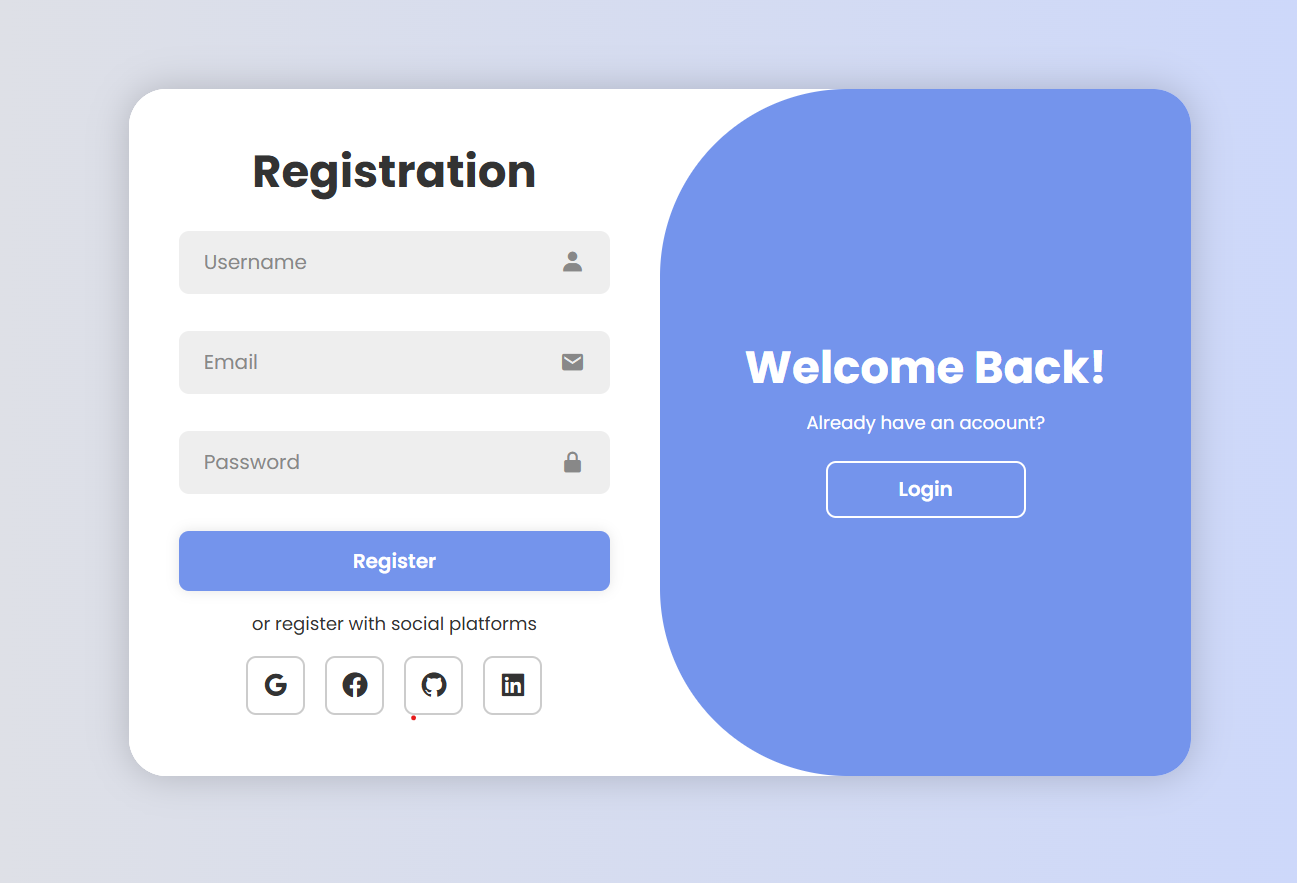 Registration
Username
Email
Password
Register
or register with social platforms
Welcome Back!
Already have an acoount?
Login